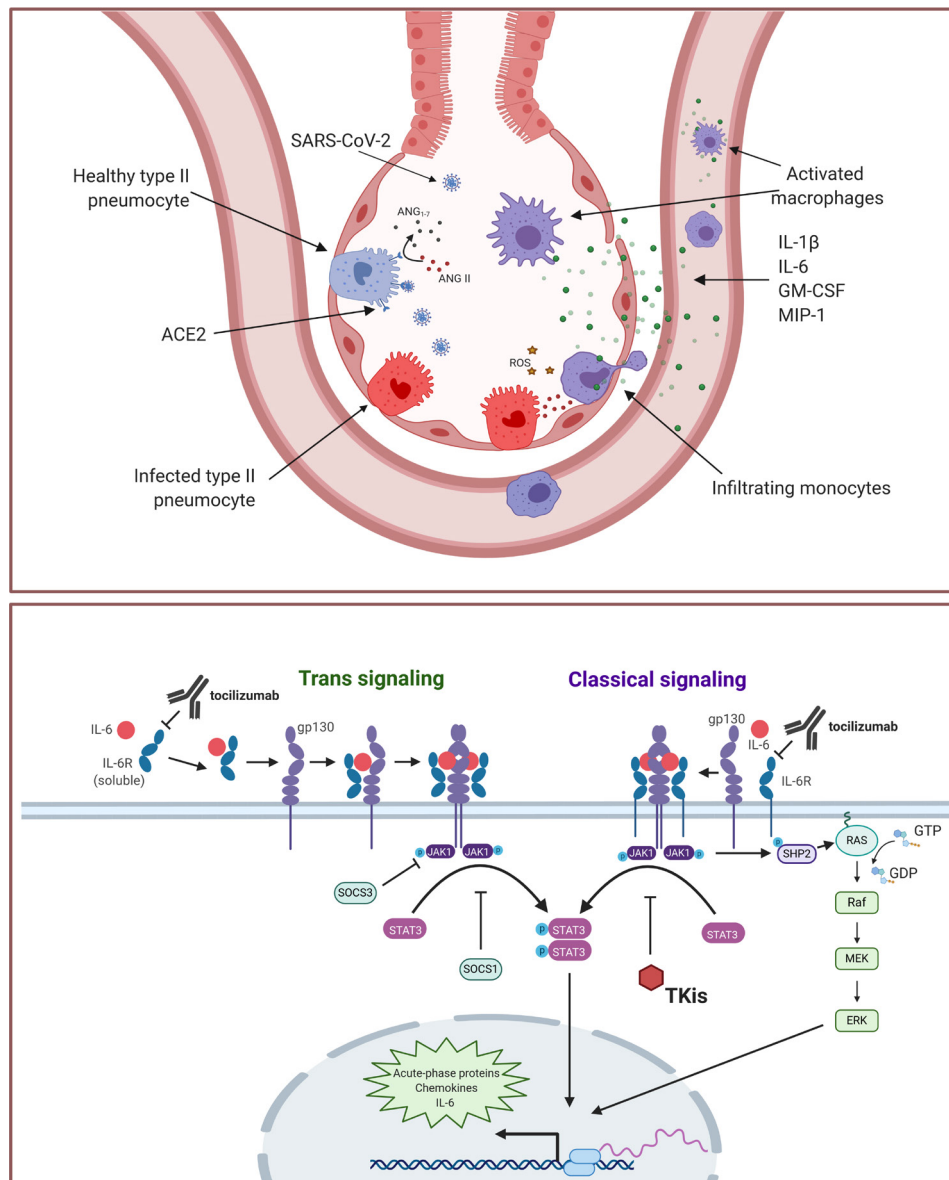 SARS-CoV-2
Healthy type II
pneumocyte
ANG1-7
ANG II
ACE2
ROS
Infected type II
pneumocyte
Activated
macrophages
IL-1β
IL-6
GM-CSF
MIP-1
Infiltrating monocytes
Trans signaling
Classical signaling
tocilizumab
IL-6
IL-6R
(soluble)
gp130
gp130
IL-6
tocilizumab
IL-6R
p
JAK1
JAK1
p
p
JAK1
JAK1
p
p
SHP2
RAS
GTP
GDP
SOCS3
STAT3
SOCS1
p
STAT3
p
STAT3
STAT3
TKis
Raf
MEK
ERK
Acute-phase proteins
Chemokines
IL-6